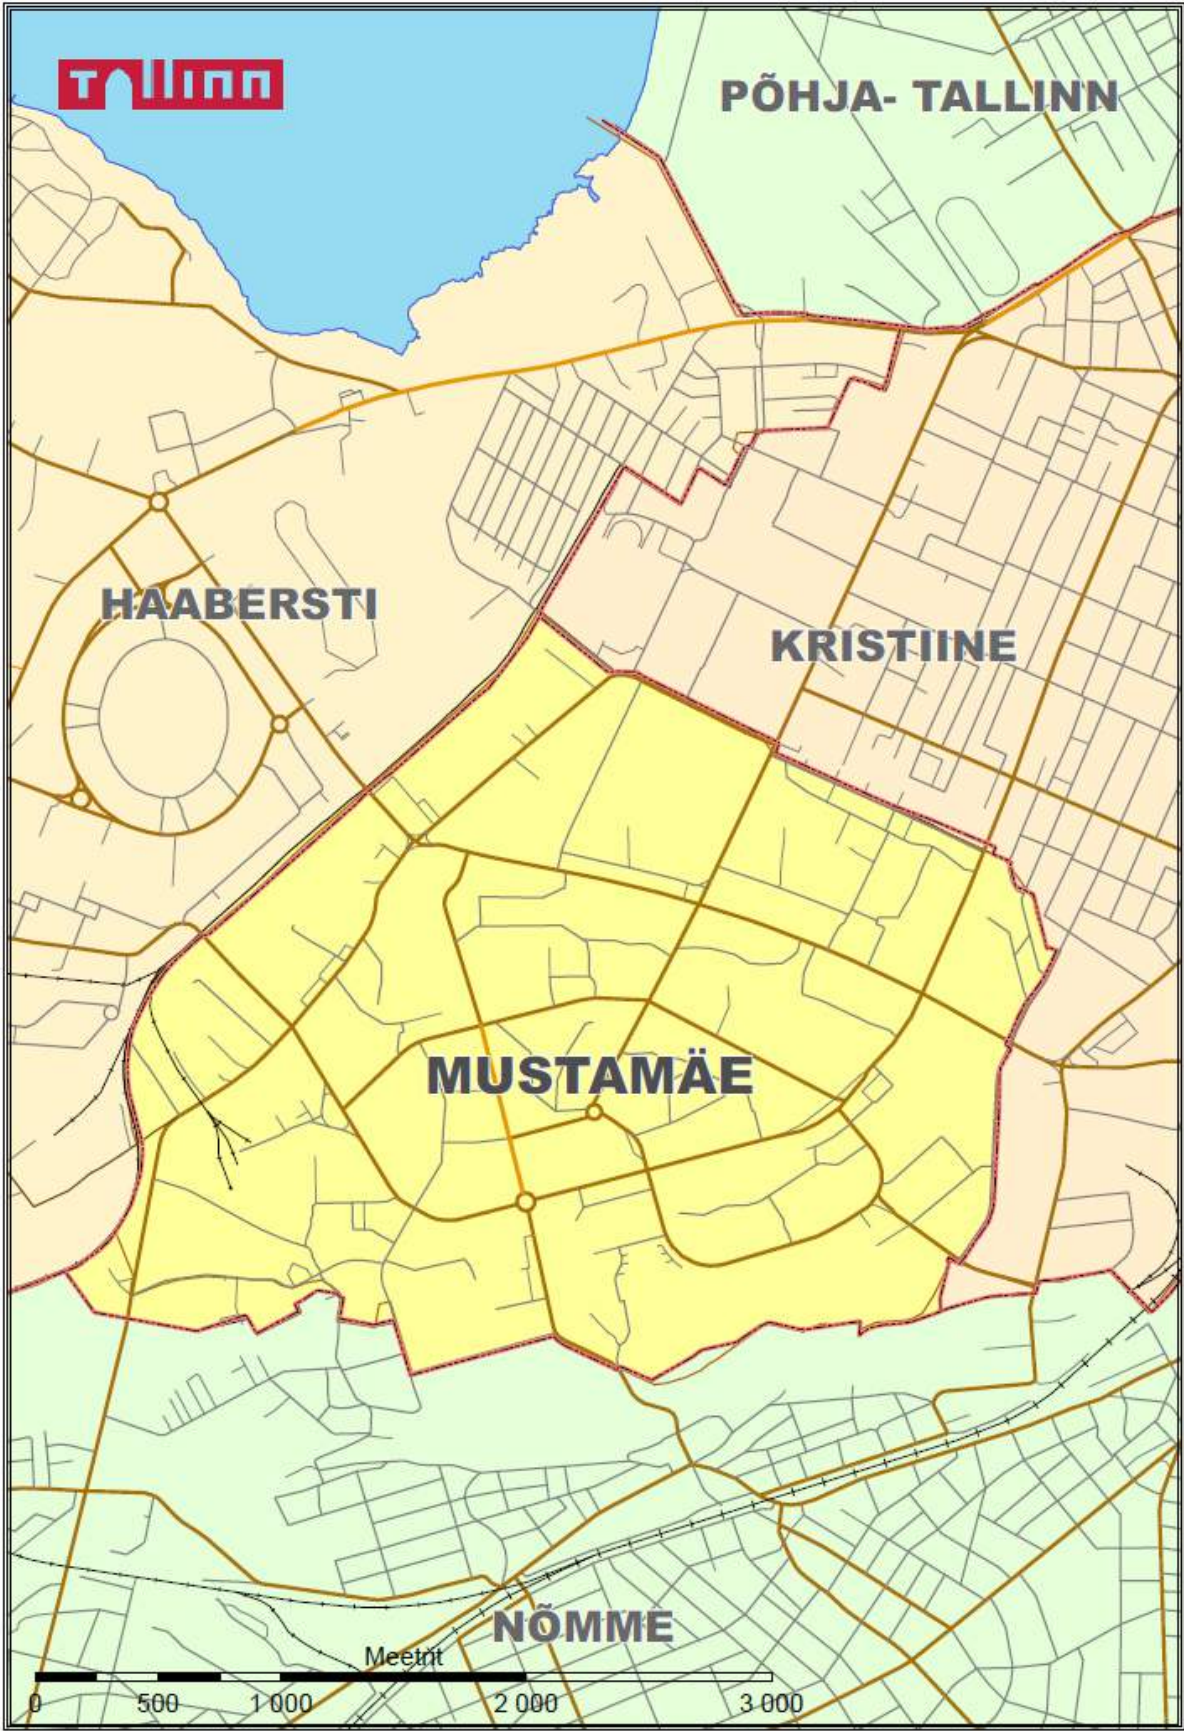 Tallinn
PÕHJA- TALLINN
HAABERSTI
KRISTIINE
MUSTAMÄE
NÕMME
Meetrit
0 500 1 000 2 000 3 000